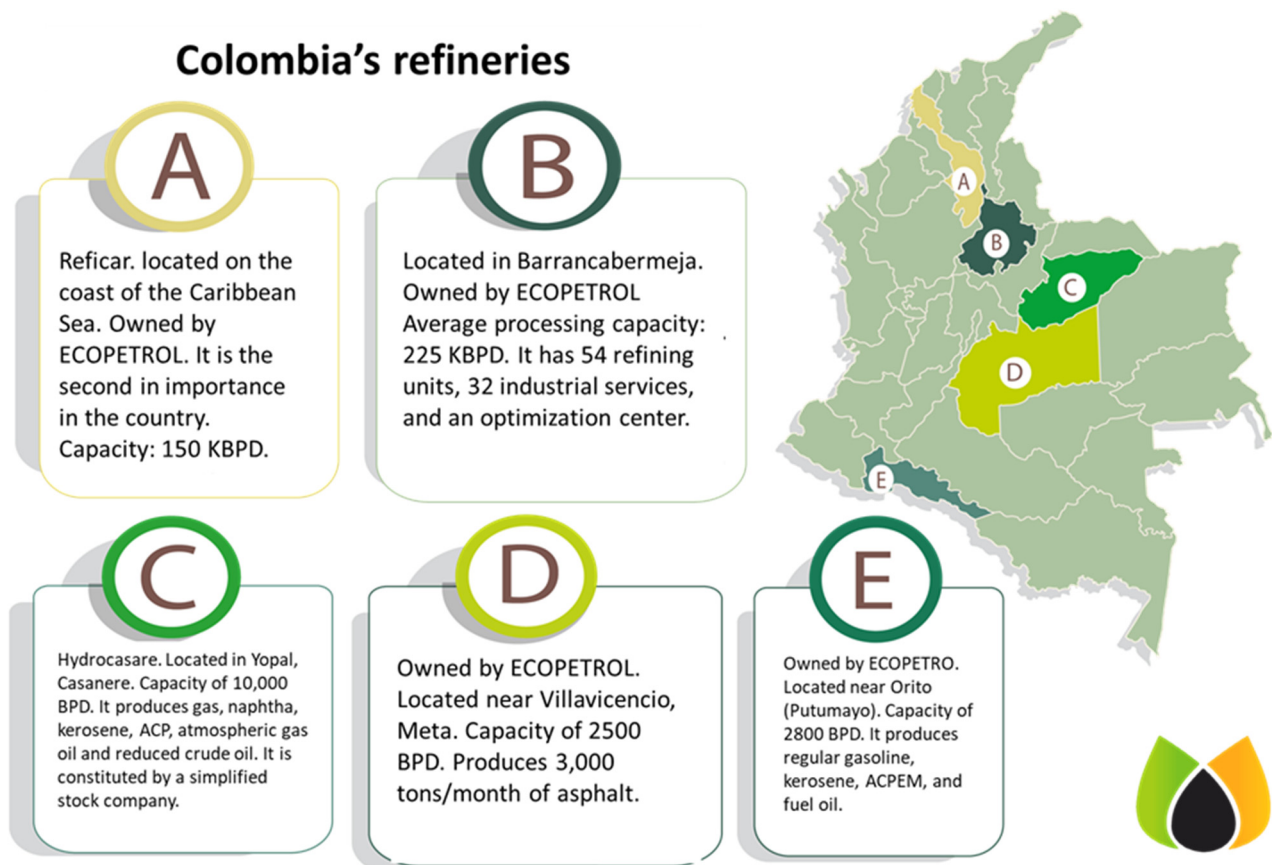 Colombia's refineries
A
Reficar. located on the
coast of the Caribbean
Sea. Owned by
ECOPETROL. It is the
second in importance
in the country.
Capacity: 150 KBPD.
B
Located in Barrancabermeja.
Owned by ECOPETROL
Average processing capacity:
225 KBPD. It has 54 refining
units, 32 industrial services,
and an optimization center.
.
A
B
C
D
E
C
Hydrocasare. Located in Yopal,
Casanere. Capacity of 10,000
BPD. It produces gas, naphtha,
kerosene, ACP, atmospheric gas
oil and reduced crude oil. It is
constituted by a simplified
stock company.
D
Owned by ECOPETROL.
Located near Villavicencio,
Meta. Capacity of 2500
BPD. Produces 3,000
tons/month of asphalt.
E
Owned by ECOPETRO.
Located near Orito
(Putumayo). Capacity of
2800 BPD. It produces
regular gasoline,
kerosene, ACPEM, and
fuel oil.